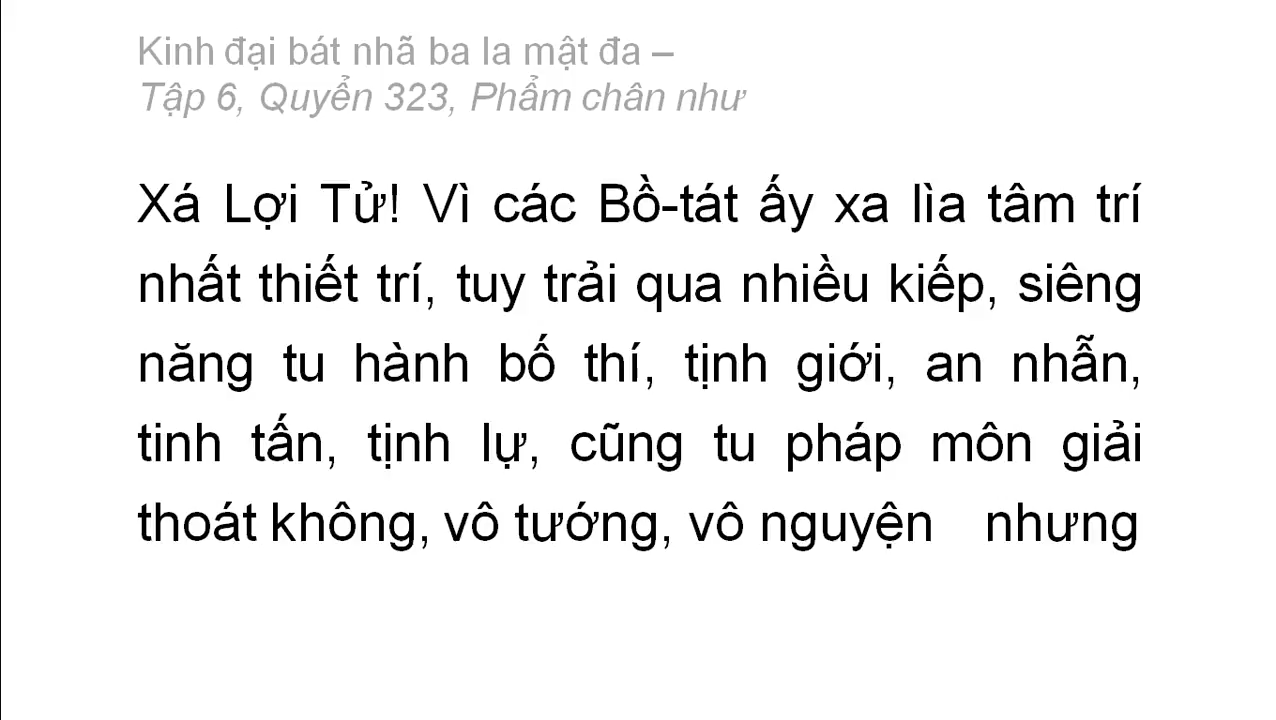 Kinh đại bát nhã ba la mật đa –
Tập 6, Quyển 323, Phẩm chân như
Xá Lợi Tử! Vì các Bồ-tát ấy xa lìa tâm trí
nhất thiết trí, tuy trải qua nhiều kiếp, siêng
năng tu hành bố thí, tịnh giới, an nhẫn,
tinh tấn, tịnh lự, cũng tu pháp môn giải
thoát không, vô tướng, vô nguyện nhưng